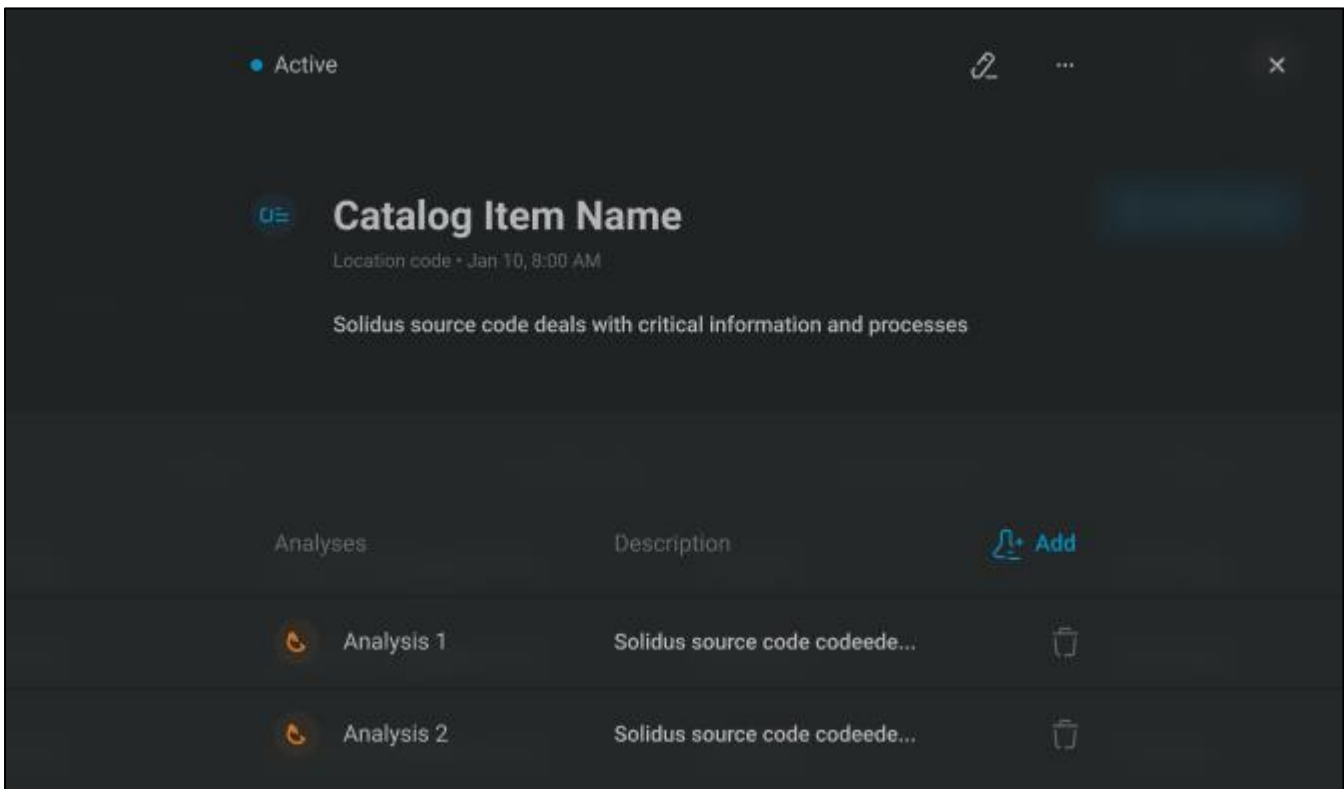 Active
Catalog Item Name
Location code • Jan 10, 8:00 AM
Solidus source code deals with critical information and processes
Analyses Description Add
Analysis 1 Solidus source code codeede...
Analysis 2 Solidus source code codeede...